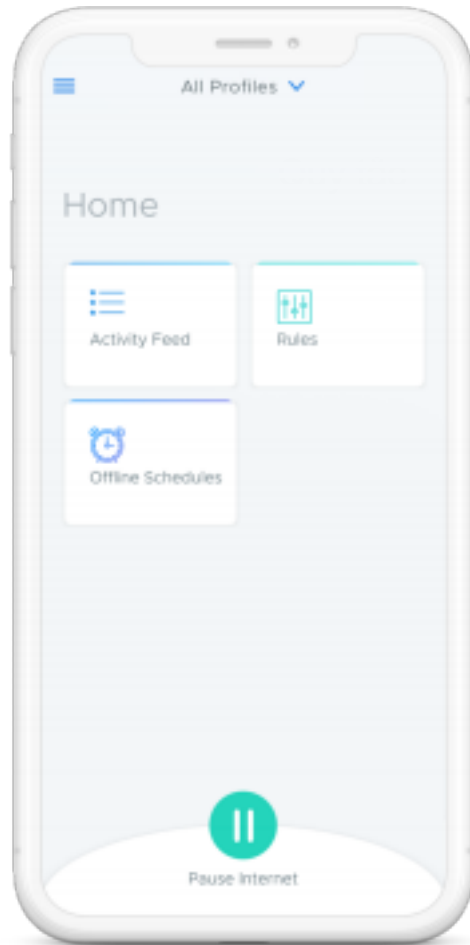 All Profiles
Home
Activity Feed
Rules
Offline Schedules
Pause Internet